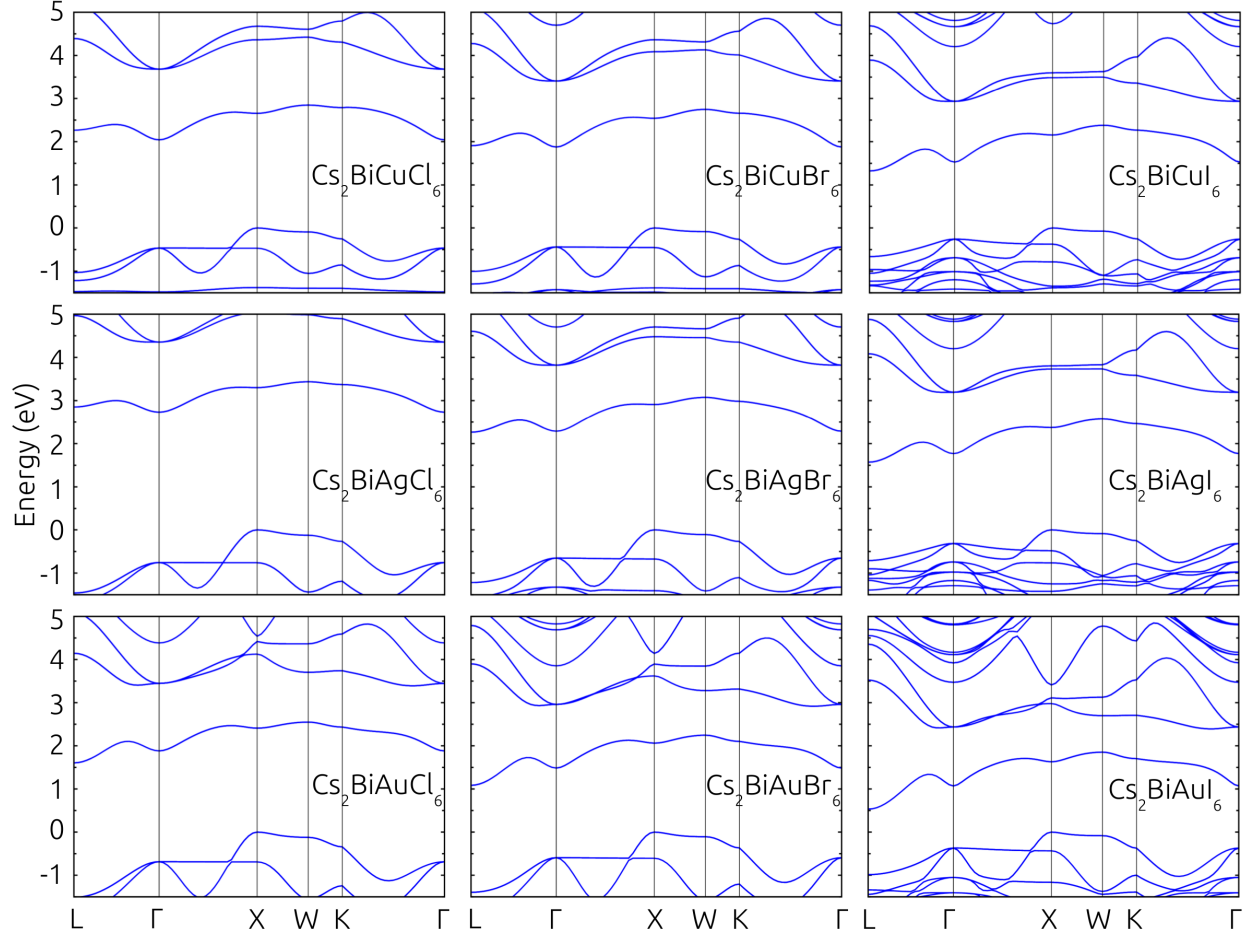 5
4
3
2
1
0
-1
Cs2BiCuCl6
Cs2BiCuBr6
Cs2BiCuI6
5
4
3
2
1
0
-1
Energy (eV)
Cs2BiAgCl6
Cs2BiAgBr6
Cs2BiAgI6
5
4
3
2
1
0
-1
Cs2BiAuCl6
Cs2BiAuBr6
Cs2BiAuI6
L Γ X W K Γ L Γ X W K Γ L Γ X W K Γ